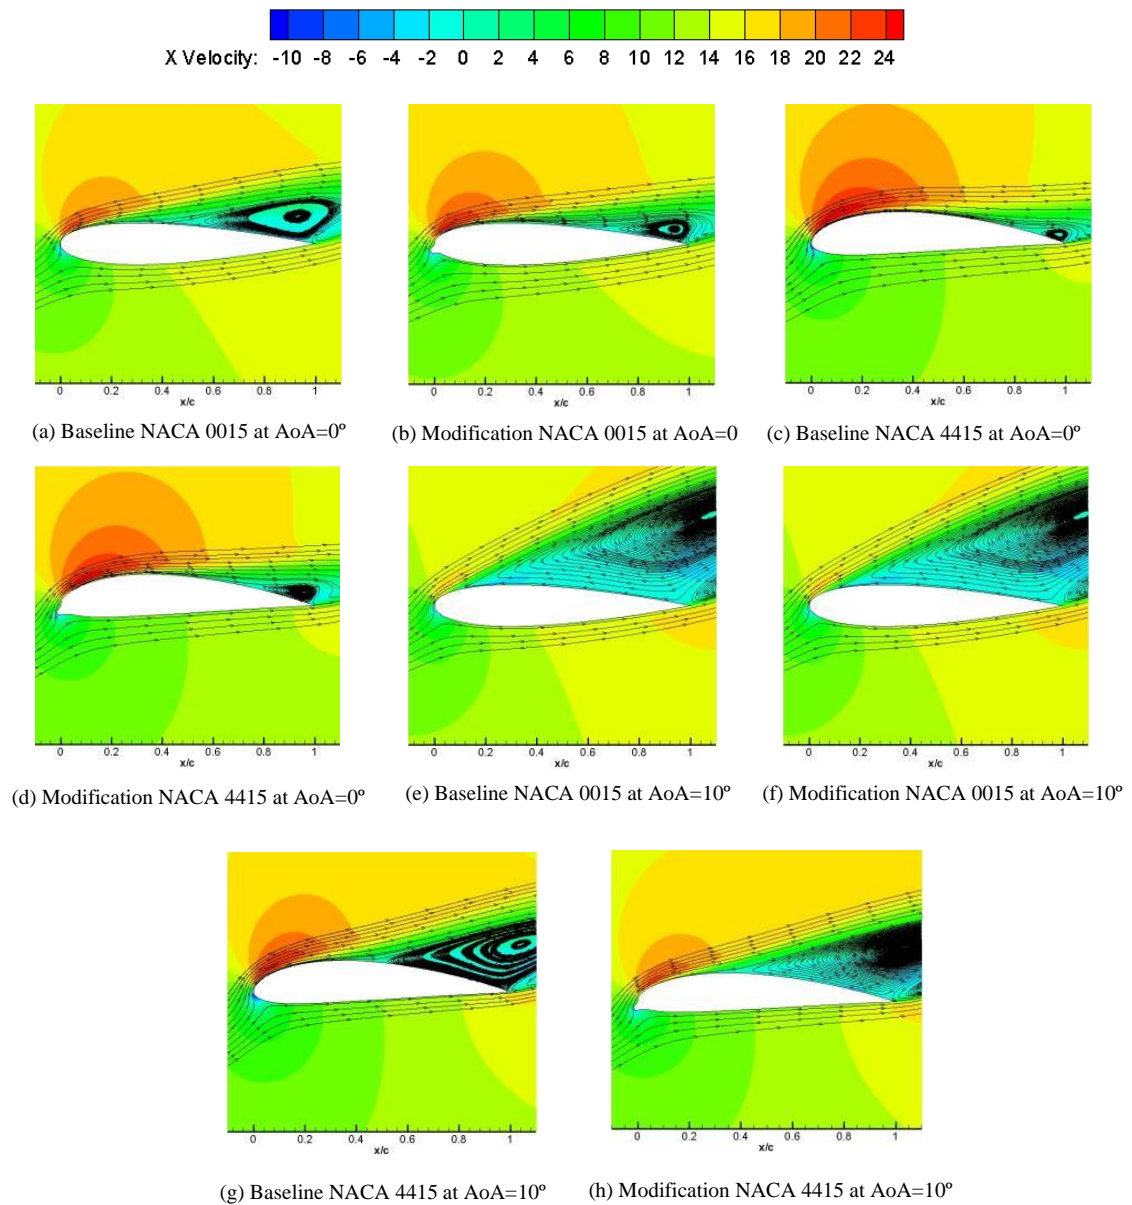 X Velocity: -10 -8 -6 -4 -2 0 2 4 6 8 10 12 14 16 18 20 22 24
0 0.2 0.4 0.6 0.8 1
x/c
0 0.2 0.4 0.6 0.8 1
x/c
0 0.2 0.4 0.6 0.8 1
x/c
(a) Baseline NACA 0015 at AoA=0º
(b) Modification NACA 0015 at AoA=0
(c) Baseline NACA 4415 at AoA=0º
0 0.2 0.4 0.6 0.8 1
x/c
0 0.2 0.4 0.6 0.8 1
x/c
0 0.2 0.4 0.6 0.8 1
x/c
(d) Modification NACA 4415 at AoA=0º
(e) Baseline NACA 0015 at AoA=10º
(f) Modification NACA 0015 at AoA=10º
0 0.2 0.4 0.6 0.8 1
x/c
0 0.2 0.4 0.6 0.8 1
x/c
(g) Baseline NACA 4415 at AoA=10º
(h) Modification NACA 4415 at AoA=10º